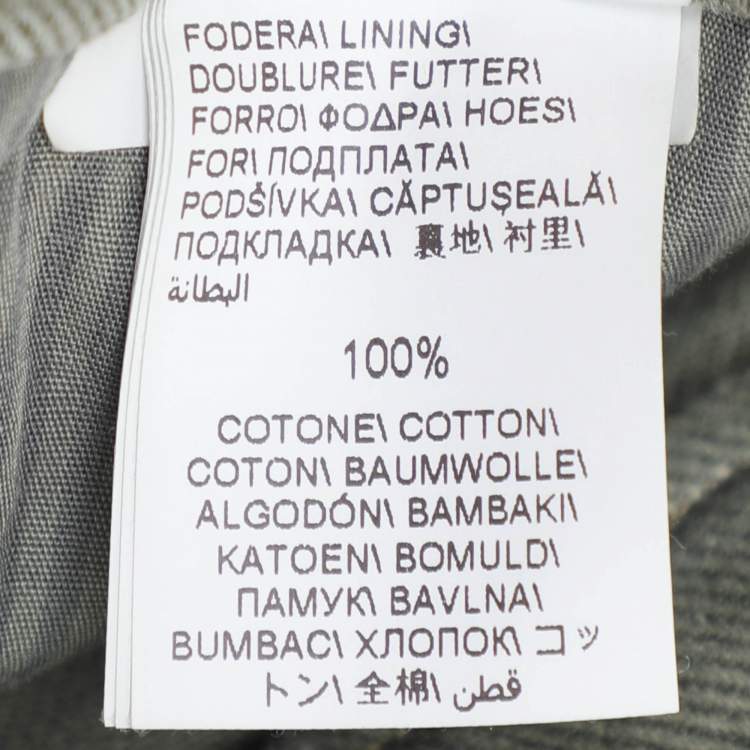 FODERA\ LINING\
DOUBLURE\ FUTTER\
FORRO\ ΦΟΔΡΑ\ HOES\
FOR\ ПОДПЛАТА\
PODŠÍVKA\ CĂPTUŞEALĂ\
ПОДКЛАДКА\ 裏地\ 衬里\
البطانة
100%
COTONE\ COTTON\
COTON\ BAUMWOLLE\
ALGODÓN\ BAMBAKI\
KATOEN\ BOMULD\
ПАМУК\ BAVLNA\
BUMBAC\ ХЛОПОК\ コッ
トン\ 全棉\ قطن